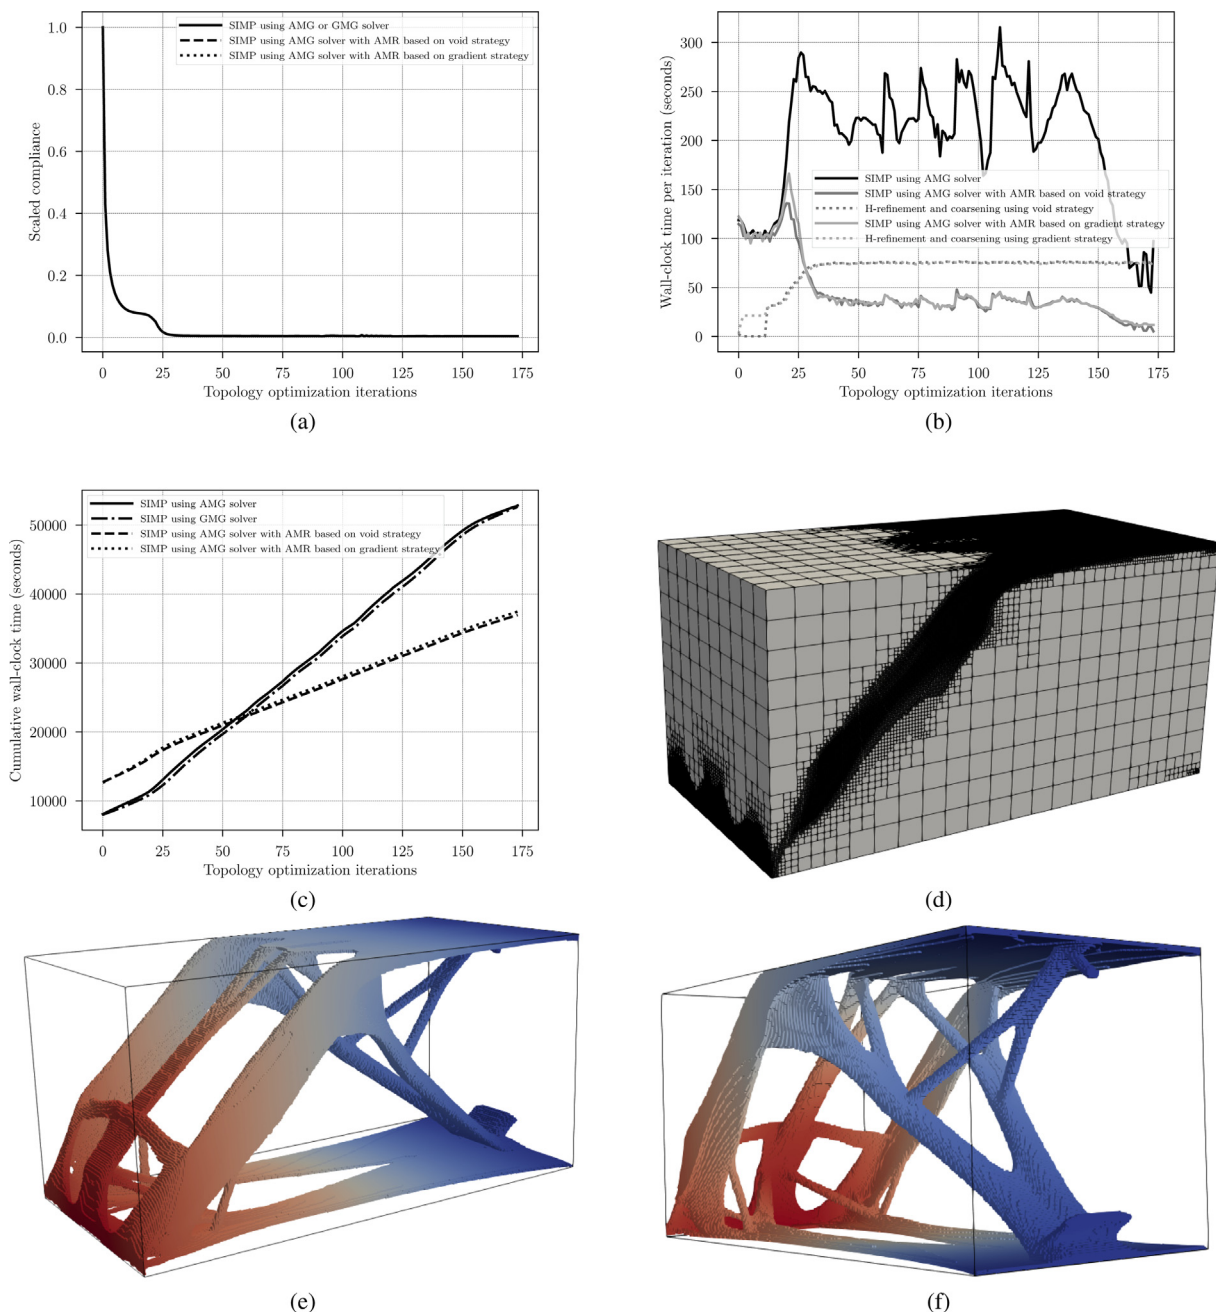 SIMP using AMG or GMG solver
SIMP using AMG solver with AMR based on void strategy
SIMP using AMG solver with AMR based on gradient strategy
1.0
0.8
0.6
0.4
0.2
0.0
Scaled compliance
0 25 50 75 100 125 150 175
Topology optimization iterations
(a)
300
250
200
150
100
50
0
Wall-clock time per iteration (seconds)
SIMP using AMG solver
SIMP using AMG solver with AMR based on void strategy
H-refinement and coarsening using void strategy
SIMP using AMG solver with AMR based on gradient strategy
H-refinement and coarsening using gradient strategy
0 25 50 75 100 125 150 175
Topology optimization iterations
(b)
SIMP using AMG solver
SIMP using GMG solver
SIMP using AMG solver with AMR based on void strategy
SIMP using AMG solver with AMR based on gradient strategy
50000
40000
30000
20000
10000
Cumulative wall-clock time (seconds)
0 25 50 75 100 125 150 175
Topology optimization iterations
(c)
(d)
(e)
(f)